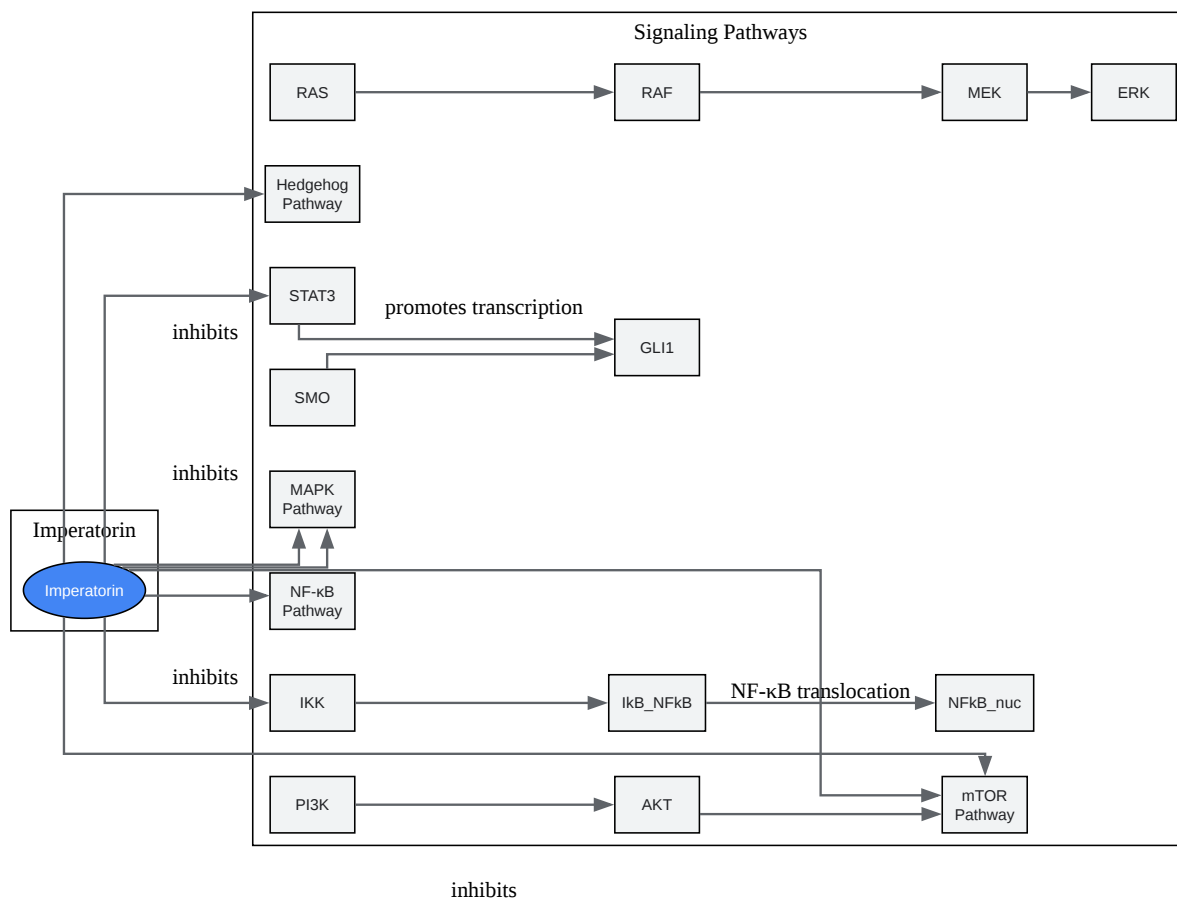 Signaling Pathways
RAS
RAF
MEK
ERK
Hedgehog
Pathway
STAT3
promotes transcription
inhibits
GLI1
SMO
inhibits
MAPK
Pathway
Imperatorin
Imperatorin
NF-κB
Pathway
inhibits
IKK
IkB_NFkB
NF-κB translocation
NFkB_nuc
PI3K
AKT
mTOR
Pathway
inhibits